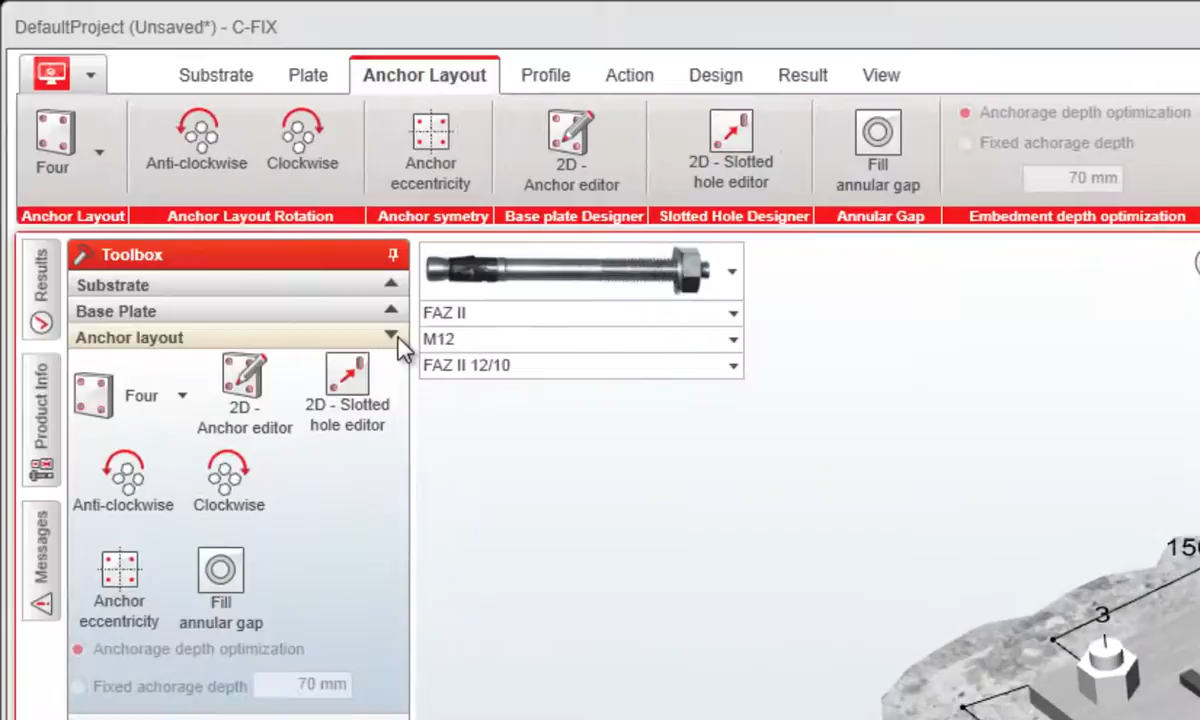 DefaultProject (Unsaved*) - C-FIX
Substrate Plate Anchor Layout Profile Action Design Result View
Four
Anti-clockwise
Clockwise
Anchor
eccentricity
2D -
Anchor editor
2D - Slotted
hole editor
Fill
annular gap
Anchorage depth optimization
Fixed achorage depth
70 mm
Anchor Layout Anchor Layout Rotation Anchor symetry Base plate Designer Slotted Hole Designer Annular Gap Embedment depth optimization
Results
Product Info
Messages
Toolbox
Substrate
Base Plate
Anchor layout
Four
2D -
Anchor editor
2D - Slotted
hole editor
Anti-clockwise
Clockwise
Anchor
eccentricity
Fill
annular gap
Anchorage depth optimization
Fixed achorage depth
70 mm
FAZ II
M12
FAZ II 12/10
3